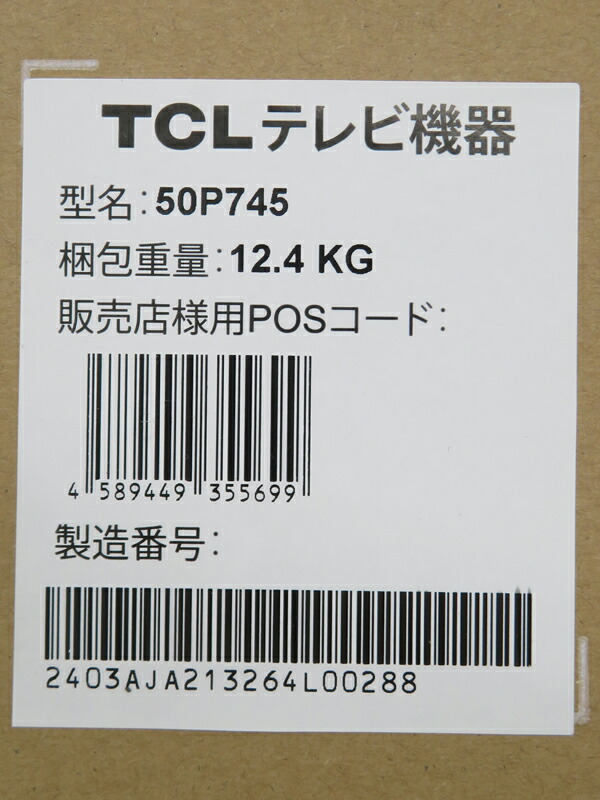 TCLテレビ機器
型名:50P745
梱包重量:12.4 KG
販売店様用POSコード:
4 589449 355699
製造番号:
2403AJA213264L00288